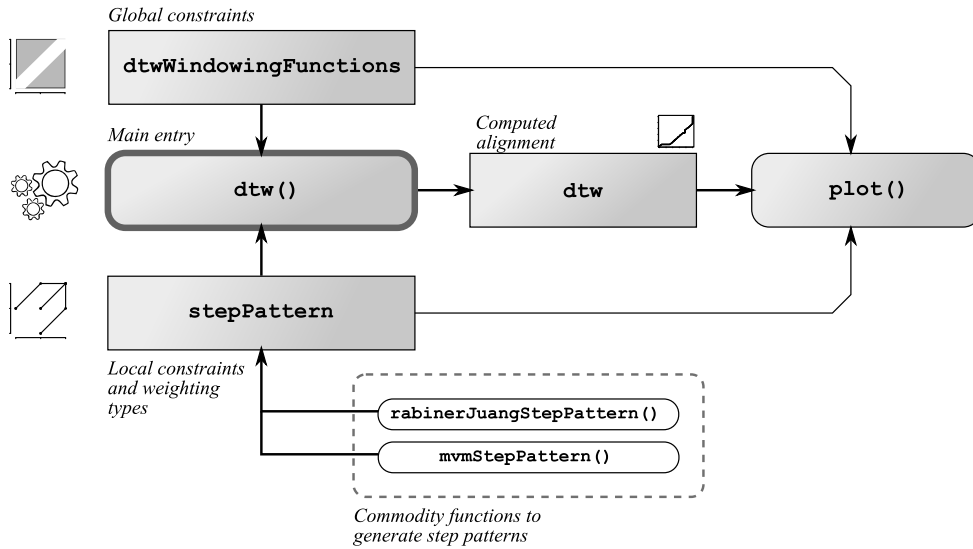 Global constraints
dtwWindowingFunctions
Main entry
dtw()
Computed
alignment
dtw
plot()
stepPattern
Local constraints
and weighting
types
rabinerJuangStepPattern()
mvmStepPattern()
Commodity functions to
generate step patterns